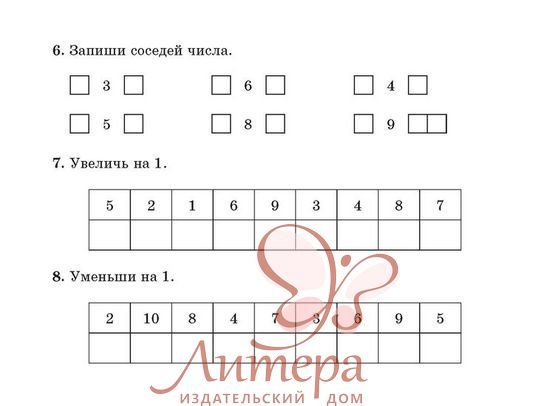 6. Запиши соседей числа.
3 6 4
5 8 9
7. Увеличь на 1.
5 2 1 6 9 3 4 8 7
8. Уменьши на 1.
2 10 8 4 7 3 6 9 5
Литера
ИЗДАТЕЛЬСКИЙ ДОМ